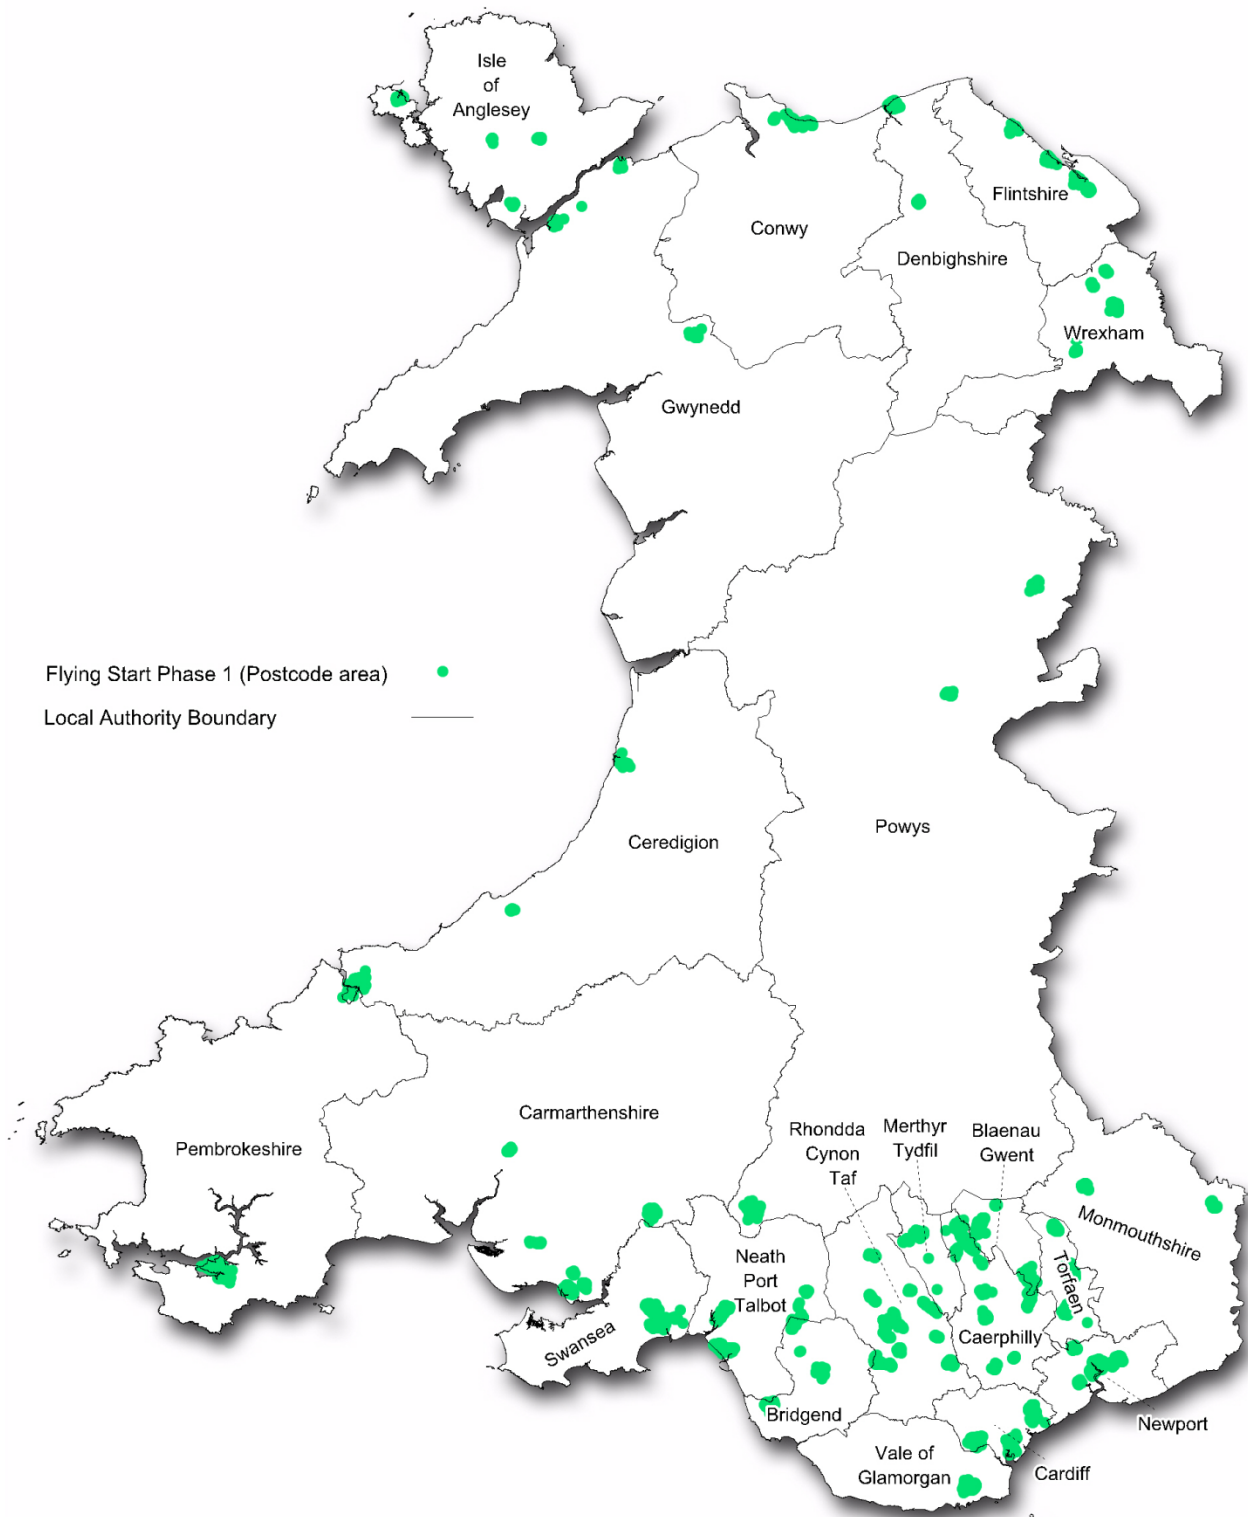 Isle
of
Anglesey
Flintshire
Conwy
Denbighshire
Wrexham
Gwynedd
Flying Start Phase 1 (Postcode area)
Local Authority Boundary
Powys
Ceredigion
Carmarthenshire
Pembrokeshire
Rhondda
Cynon
Taf
Merthyr
Tydfil
Blaenau
Gwent
Monmouthshire
Neath
Port
Talbot
Torfaen
Caerphilly
Swansea
Bridgend
Newport
Vale of
Glamorgan
Cardiff